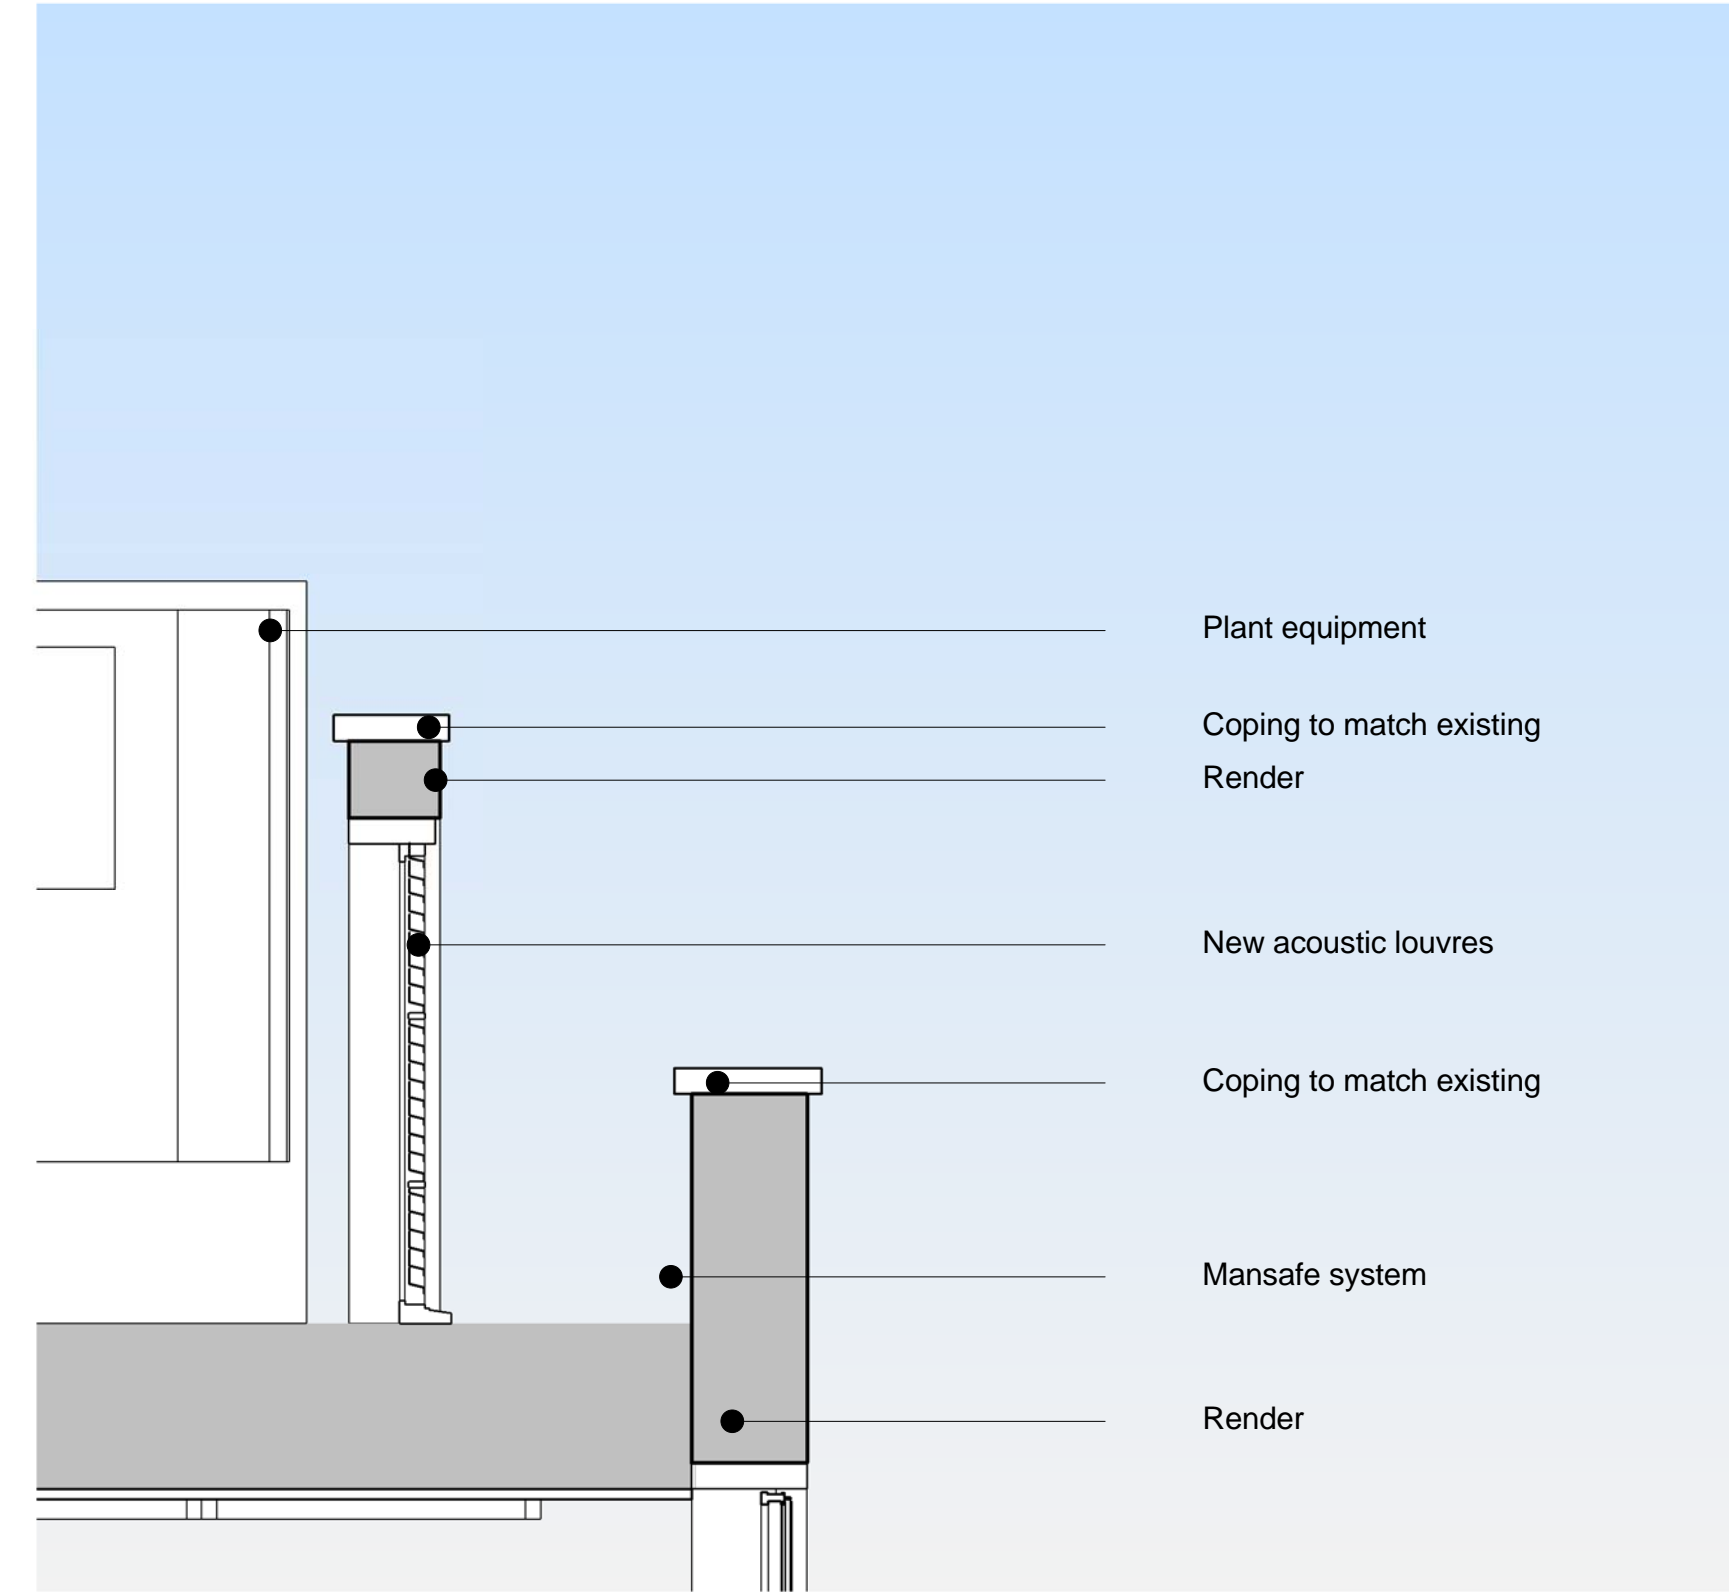 Plant equipment
Coping to match existing
Render
New acoustic louvres
Coping to match existing
Mansafe system
Render